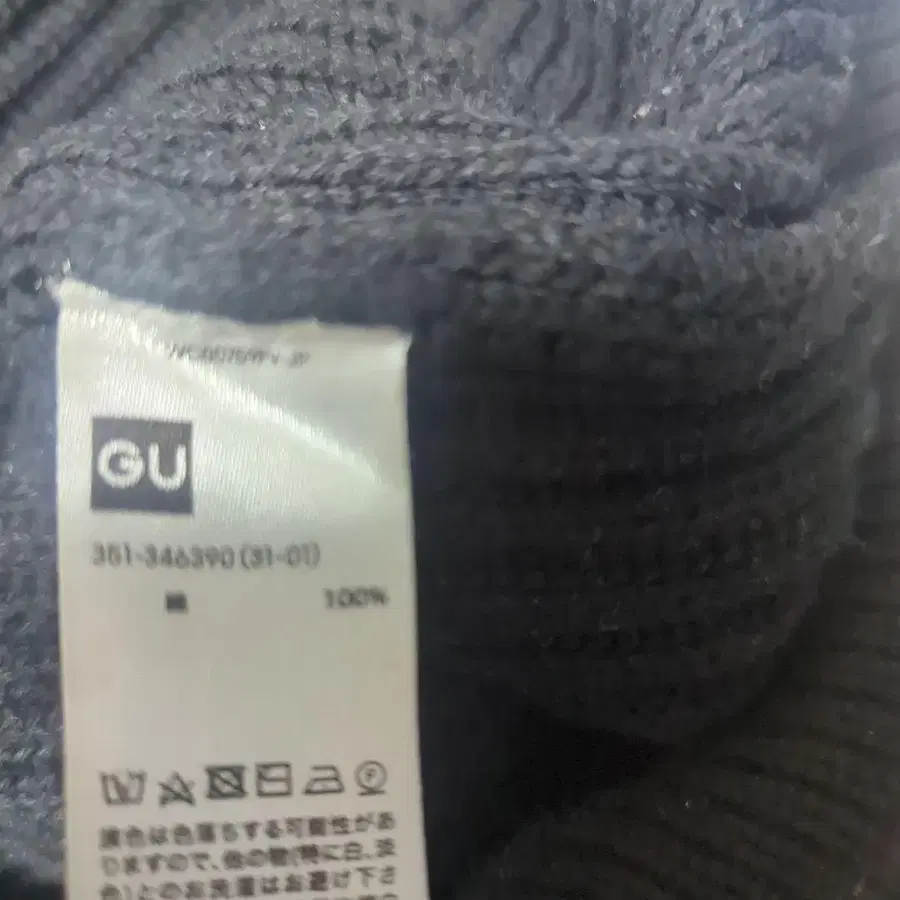 GU
351-346390(31-01)
綿 100%
濃色は色落ちする可能性があ
りますので、他の物(特に白、淡
色)とのお洗濯はお避け下さ